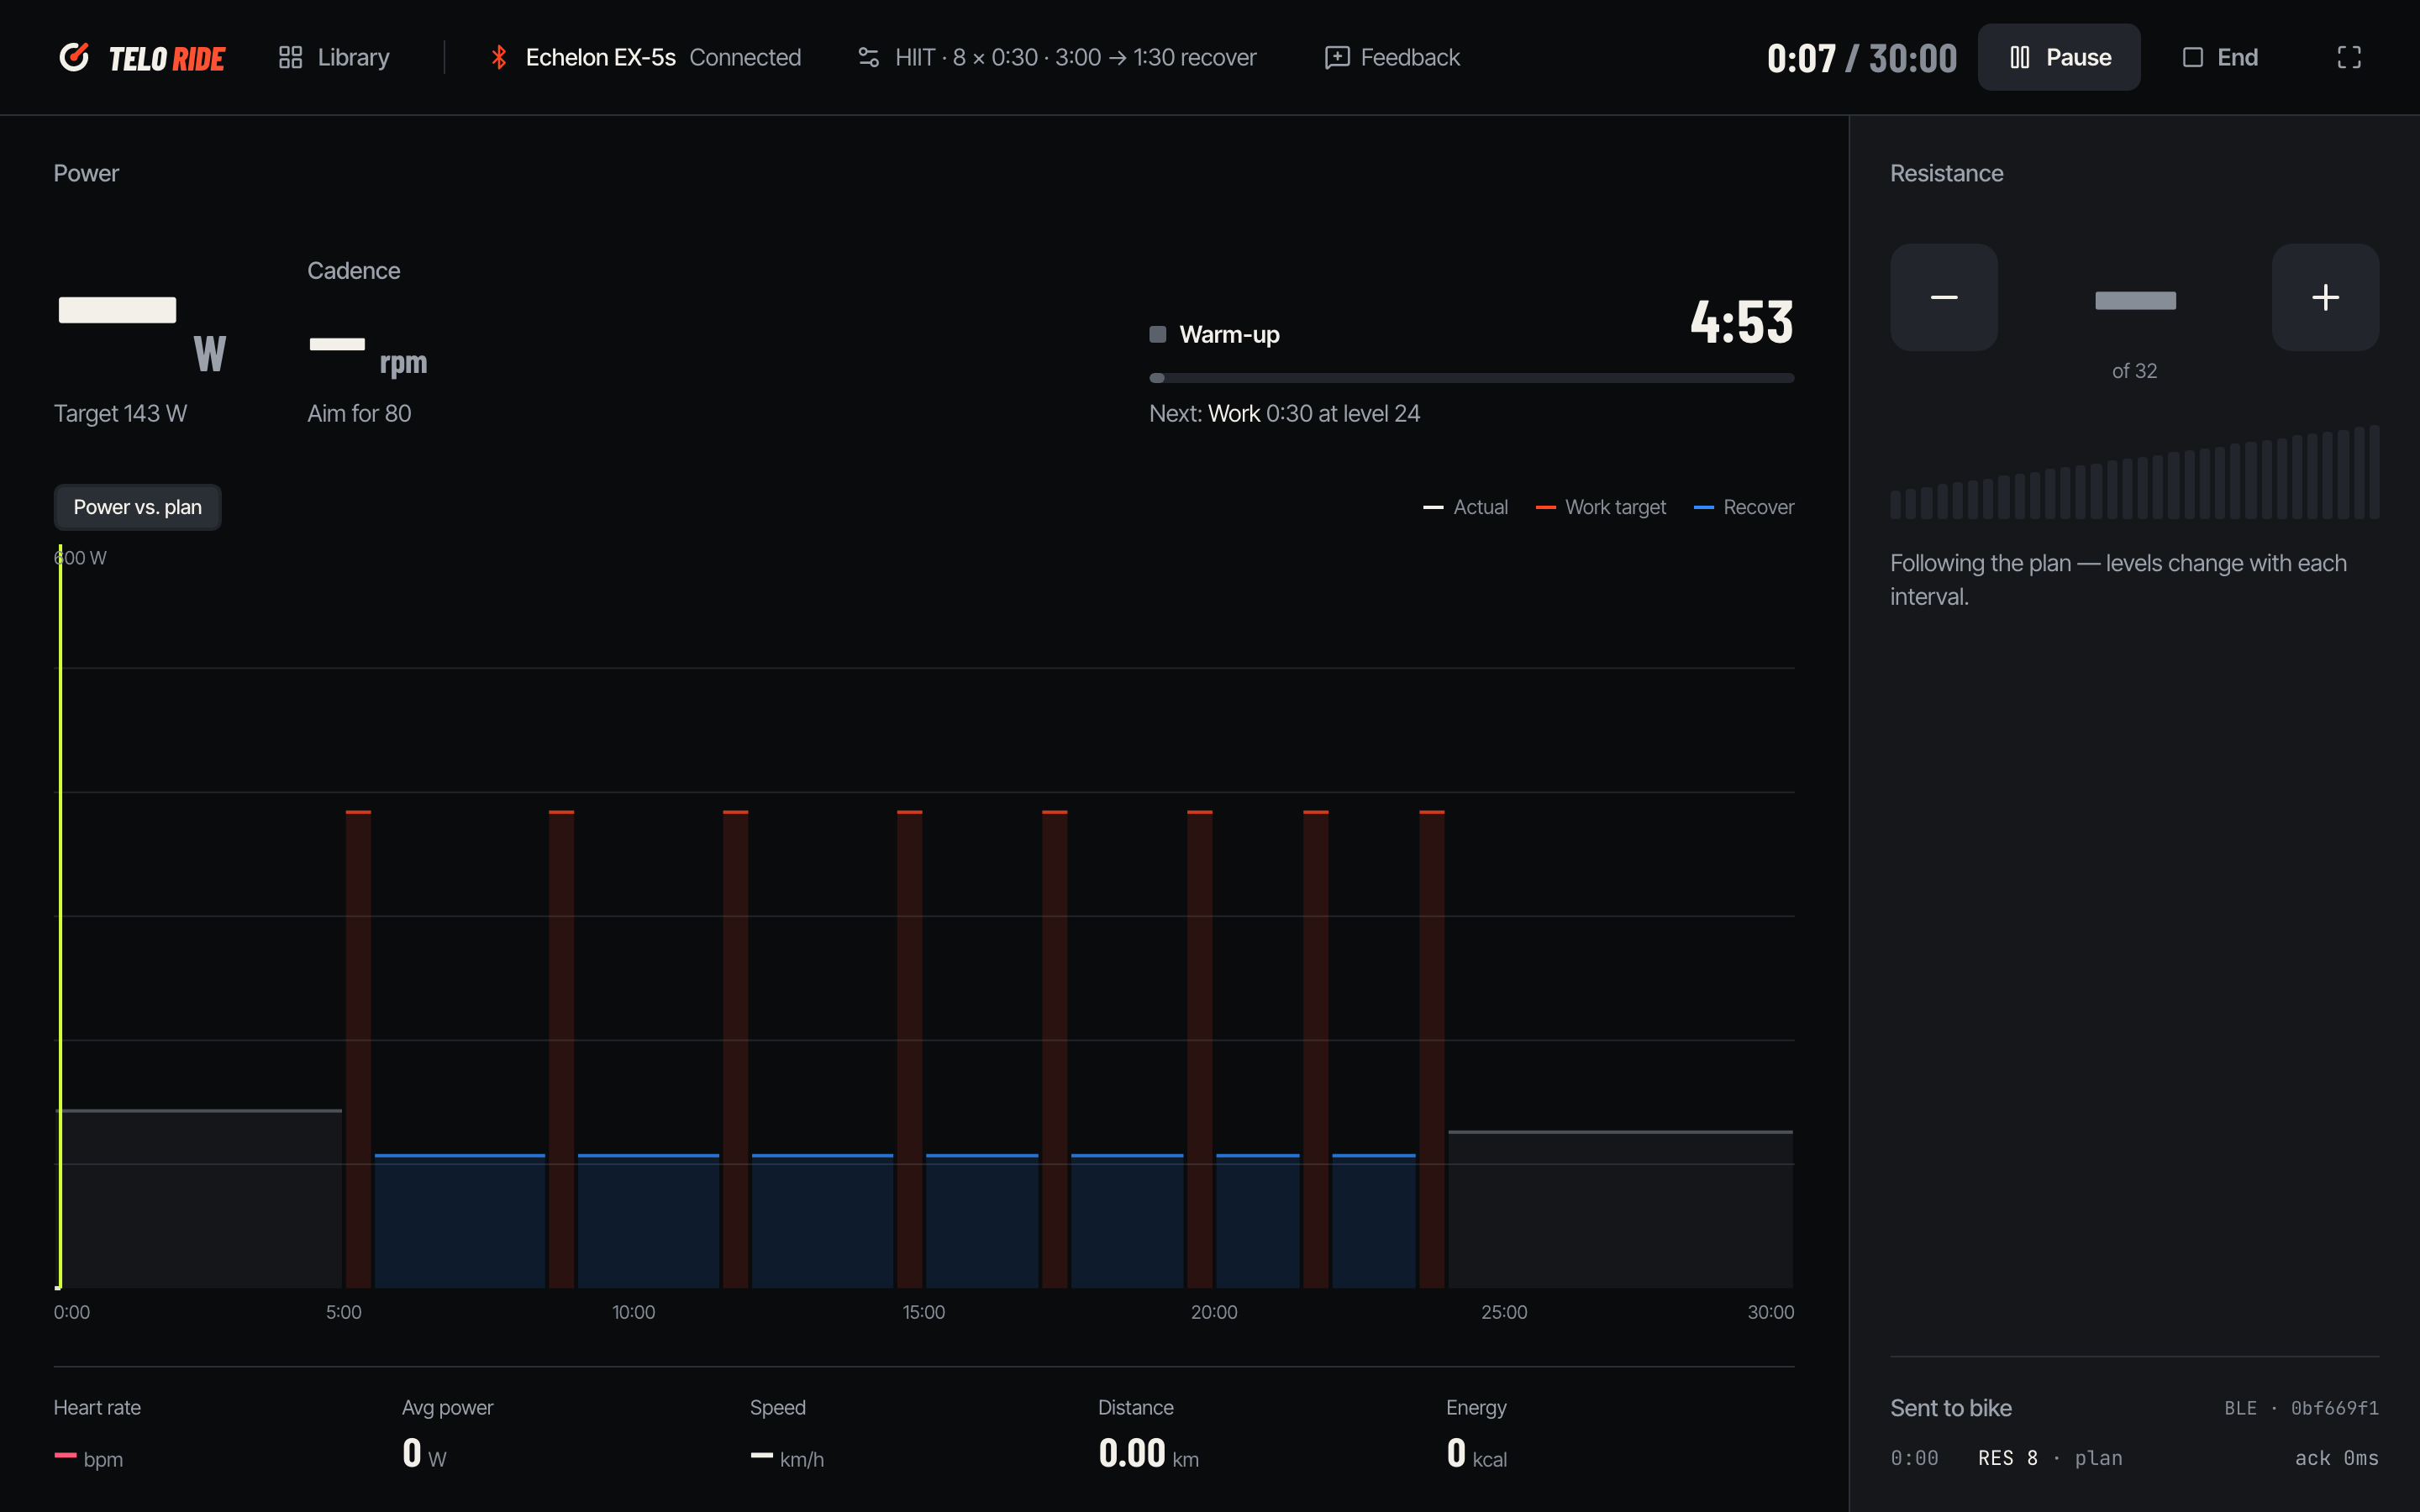 TELO RIDE
Library
Echelon EX-5s Connected
HIIT · 8 × 0:30 · 3:00 → 1:30 recover
Feedback
0:07 / 30:00
Pause
End
Power
W
Target 143 W
Cadence
rpm
Aim for 80
Warm-up
4:53
Next: Work 0:30 at level 24
Power vs. plan
Actual
Work target
Recover
600 W
0:00
5:00
10:00
15:00
20:00
25:00
30:00
Heart rate
— bpm
Avg power
0 W
Speed
— km/h
Distance
0.00 km
Energy
0 kcal
Resistance
of 32
Following the plan — levels change with each
interval.
Sent to bike
BLE · 0bf669f1
0:00 RES 8 · plan ack 0ms